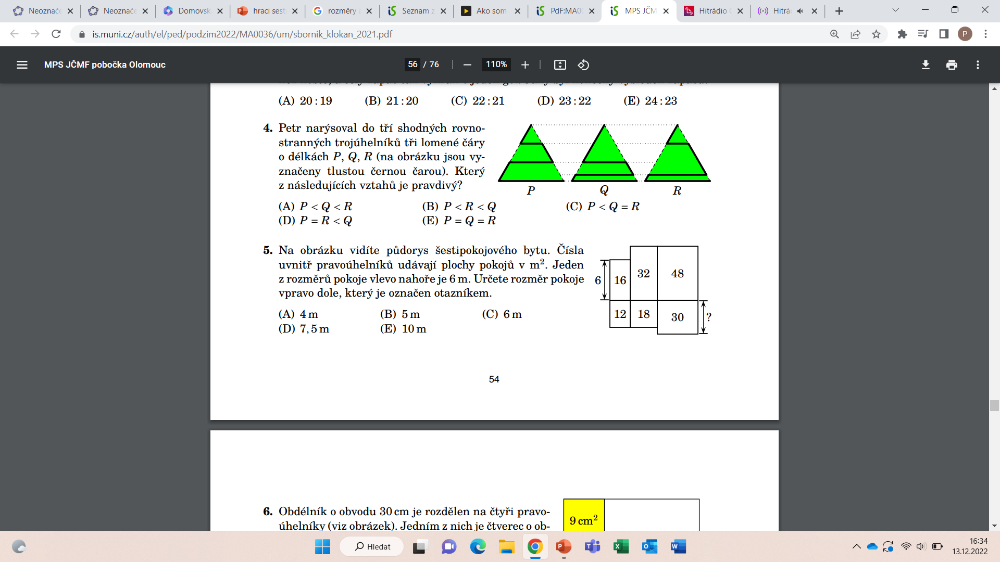 Neoznače
Neoznače
Domovsk
hraci sest
rozměry a
Seznam z
Ako som
PdF:MA00
MPS JČM
Hitrádio
Hitrá
is.muni.cz/auth/el/ped/podzim2022/MA0036/um/sbornik_klokan_2021.pdf
P
MPS JČMF pobočka Olomouc
56 / 76
110%
(A) 20 : 19 (B) 21 : 20 (C) 22 : 21 (D) 23 : 22 (E) 24 : 23
4. Petr narýsoval do tří shodných rovno-
stranných trojúhelníků tři lomené čáry
o délkách P, Q, R (na obrázku jsou vy-
značeny tlustou černou čarou). Který
z následujících vztahů je pravdivý?
P Q R
(A) P < Q < R (B) P < R < Q (C) P < Q = R
(D) P = R < Q (E) P = Q = R
5. Na obrázku vidíte půdorys šestipokojového bytu. Čísla
uvnitř pravoúhelníků udávají plochy pokojů v m². Jeden
z rozměrů pokoje vlevo nahoře je 6 m. Určete rozměr pokoje
vpravo dole, který je označen otazníkem.
(A) 4 m (B) 5 m (C) 6 m
(D) 7, 5 m (E) 10 m
6 16 32 48
12 18 30 ?
54
6. Obdélník o obvodu 30 cm je rozdělen na čtyři pravo-
úhelníky (viz obrázek). Jedním z nich je čtverec o ob-
9 cm²
Hledat
16:34
13.12.2022